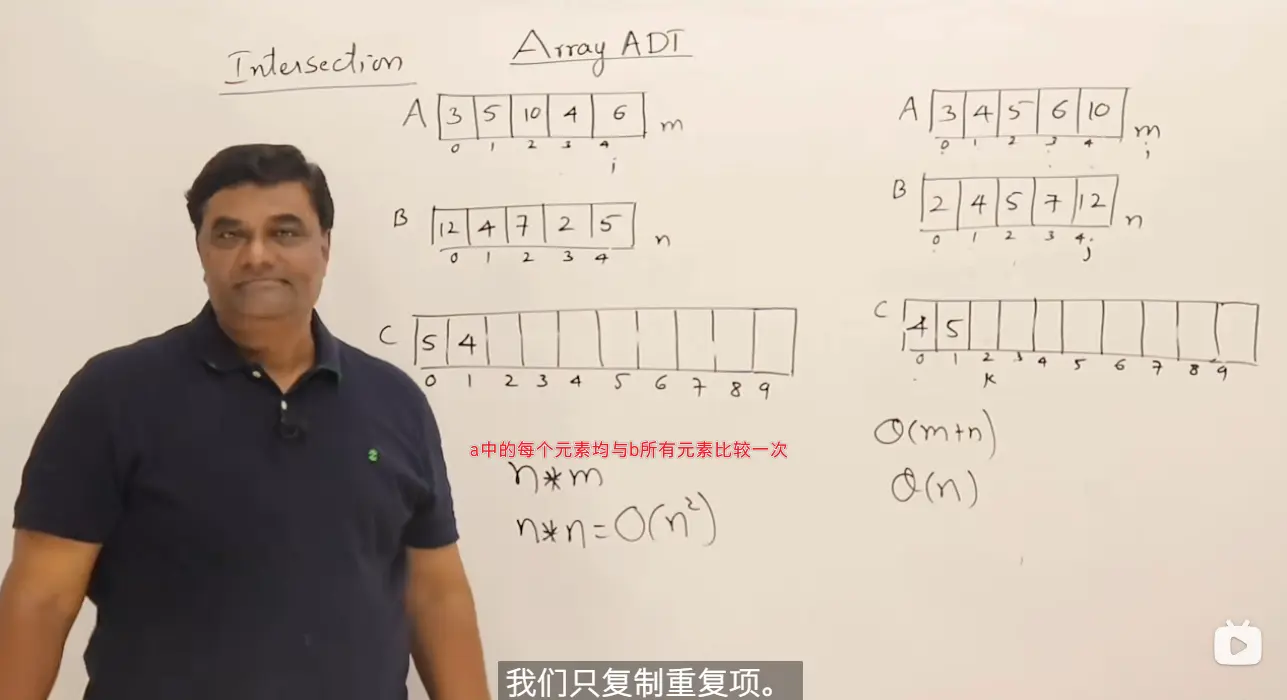 Intersection
Array ADT
A 3 5 10 4 6 m
0 1 2 3 4
i
B 12 4 7 2 5 n
0 1 2 3 4
C 5 4
0 1 2 3 4 5 6 7 8 9
a中的每个元素均与b所有元素比较一次
n*m
n*n=O(n²)
A 3 4 5 6 10 m
0 1 2 3 4 i
B 2 4 5 7 12 n
0 1 2 3 4 j
C 4 5
0 1 2 3 4 5 6 7 8 9
k
θ(m+n)
θ(n)
我们只复制重复项。